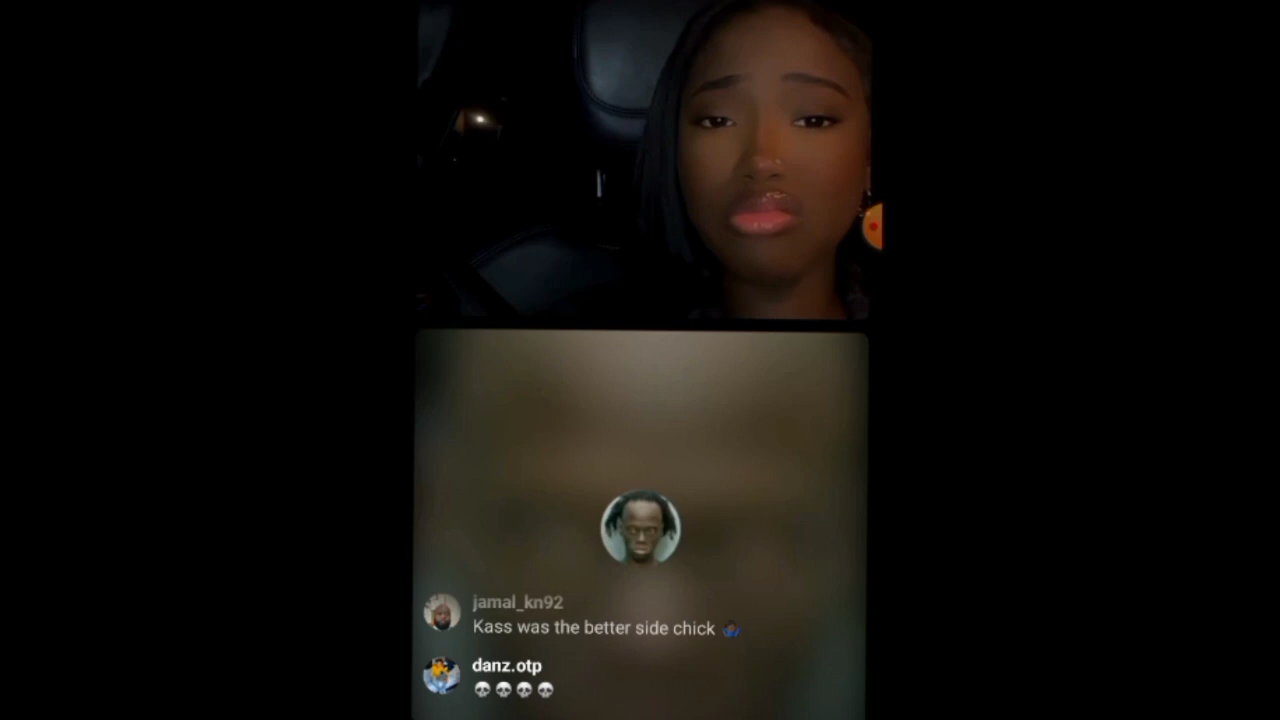 jamal_kn92
Kass was the better side chick 🤷🏿‍♂️
danz.otp
💀💀💀💀